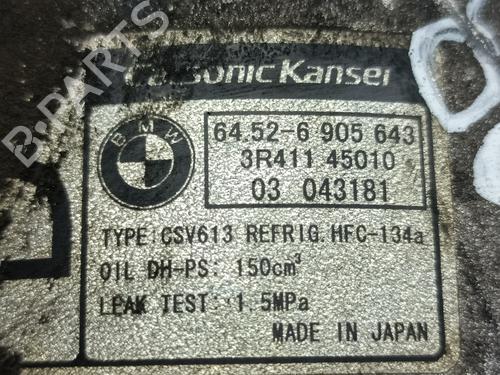 B-PARTS
Calsonic Kansei
BMW
64.52-6 905 643
3R411 45010
03 043181
TYPE:CSV613 REFRIG.HFC-134a
OIL DH-PS: 150cm³
LEAK TEST: 1.5MPa
MADE IN JAPAN